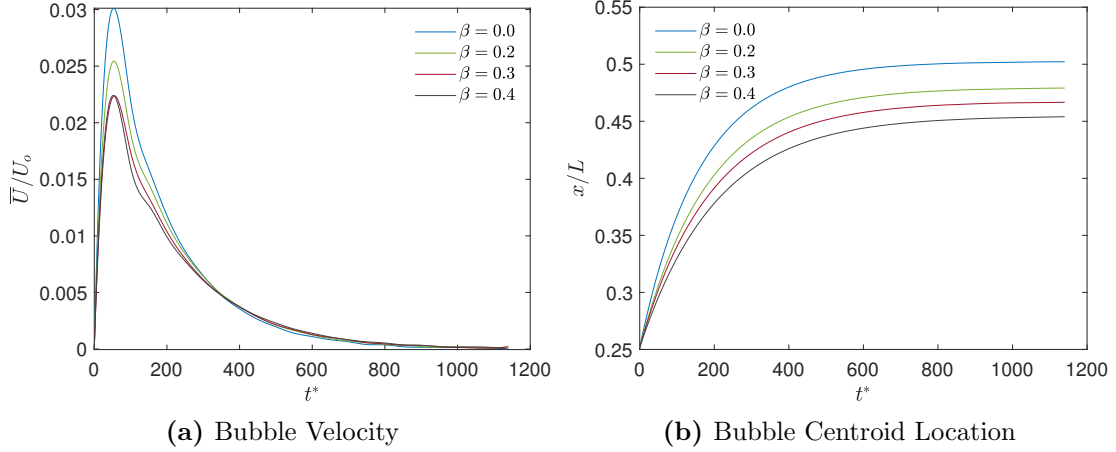 0.03
0.025
0.02
0.015
0.01
0.005
0
U̅/U_o
β = 0.0
β = 0.2
β = 0.3
β = 0.4
0 200 400 600 800 1000 1200
t*
(a) Bubble Velocity
0.55
0.5
0.45
0.4
0.35
0.3
0.25
x/L
β = 0.0
β = 0.2
β = 0.3
β = 0.4
0 200 400 600 800 1000 1200
t*
(b) Bubble Centroid Location